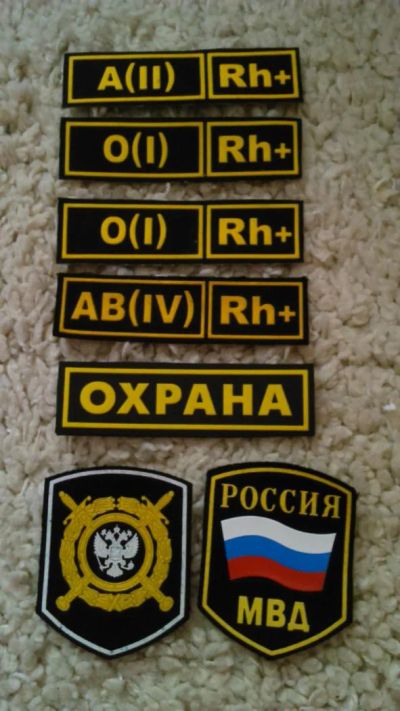 A(II) Rh+
O(I) Rh+
O(I) Rh+
AB(IV) Rh+
ОХРАНА
РОССИЯ
МВД